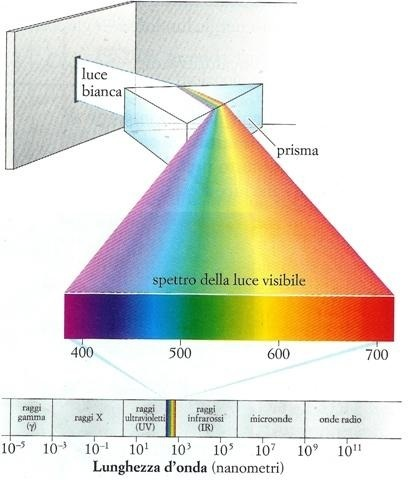 luce
bianca
prisma
spettro della luce visibile
400 500 600 700
raggi
gamma
(γ)
raggi X
raggi
ultravioletti
(UV)
raggi
infrarossi
(IR)
microonde
onde radio
10⁻⁵ 10⁻³ 10⁻¹ 10¹ 10³ 10⁵ 10⁷ 10⁹ 10¹¹
Lunghezza d'onda (nanometri)